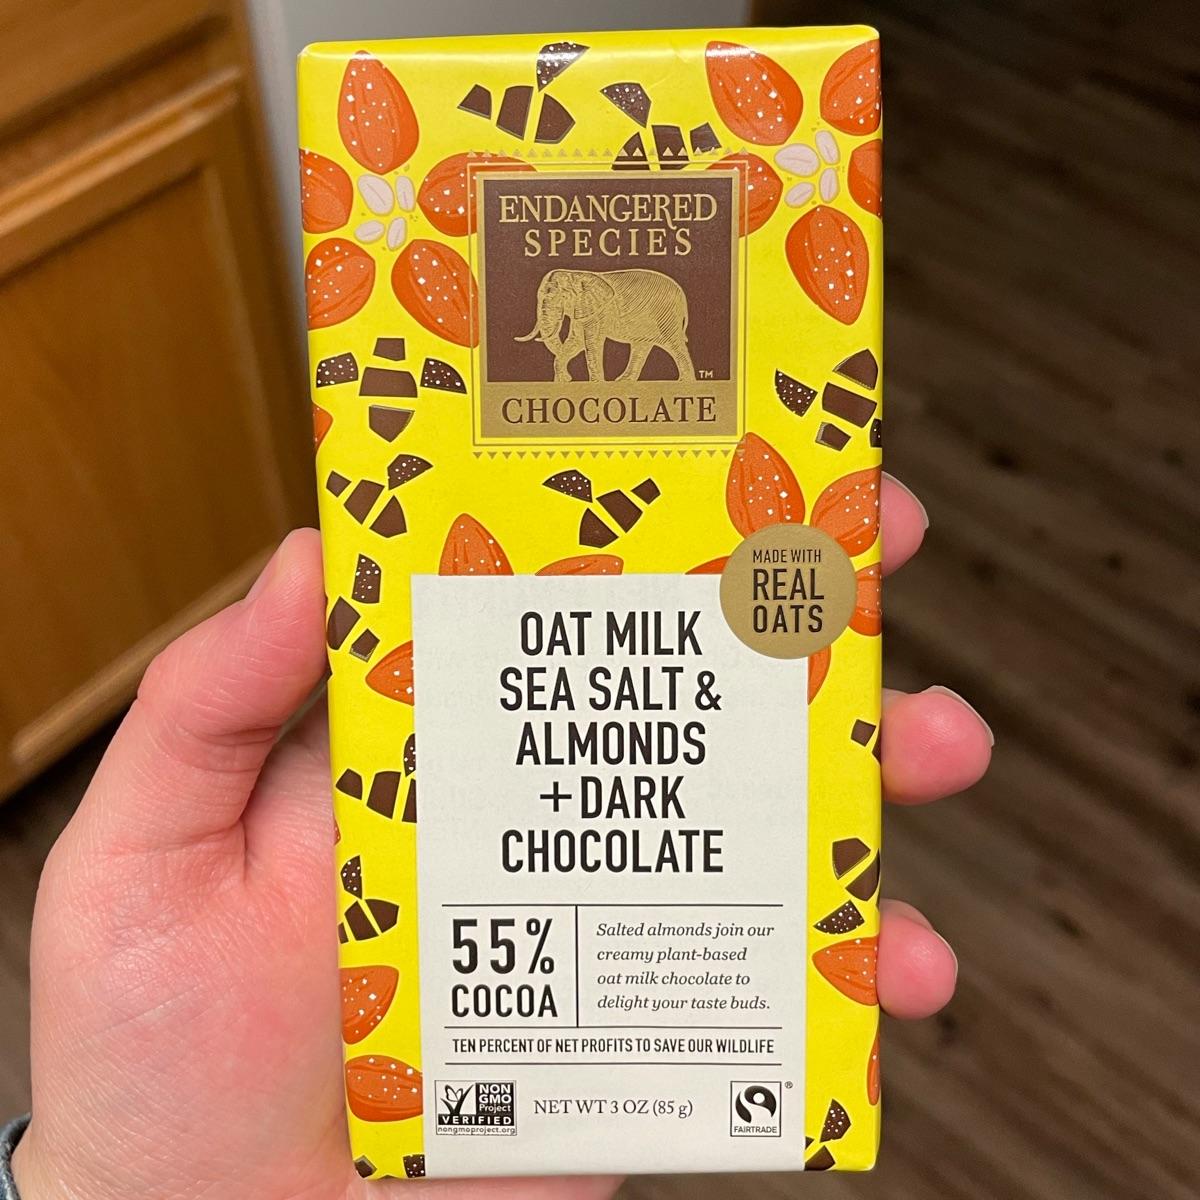 ENDANGERED
SPECIES
TM
CHOCOLATE
MADE WITH
REAL
OATS
OAT MILK
SEA SALT &
ALMONDS
+DARK
CHOCOLATE
55%
COCOA
Salted almonds join our
creamy plant-based
oat milk chocolate to
delight your taste buds.
TEN PERCENT OF NET PROFITS TO SAVE OUR WILDLIFE
NON
GMO
Project
VERIFIED
nongmoproject.org
NET WT 3 OZ (85 g)
®
FAIRTRADE